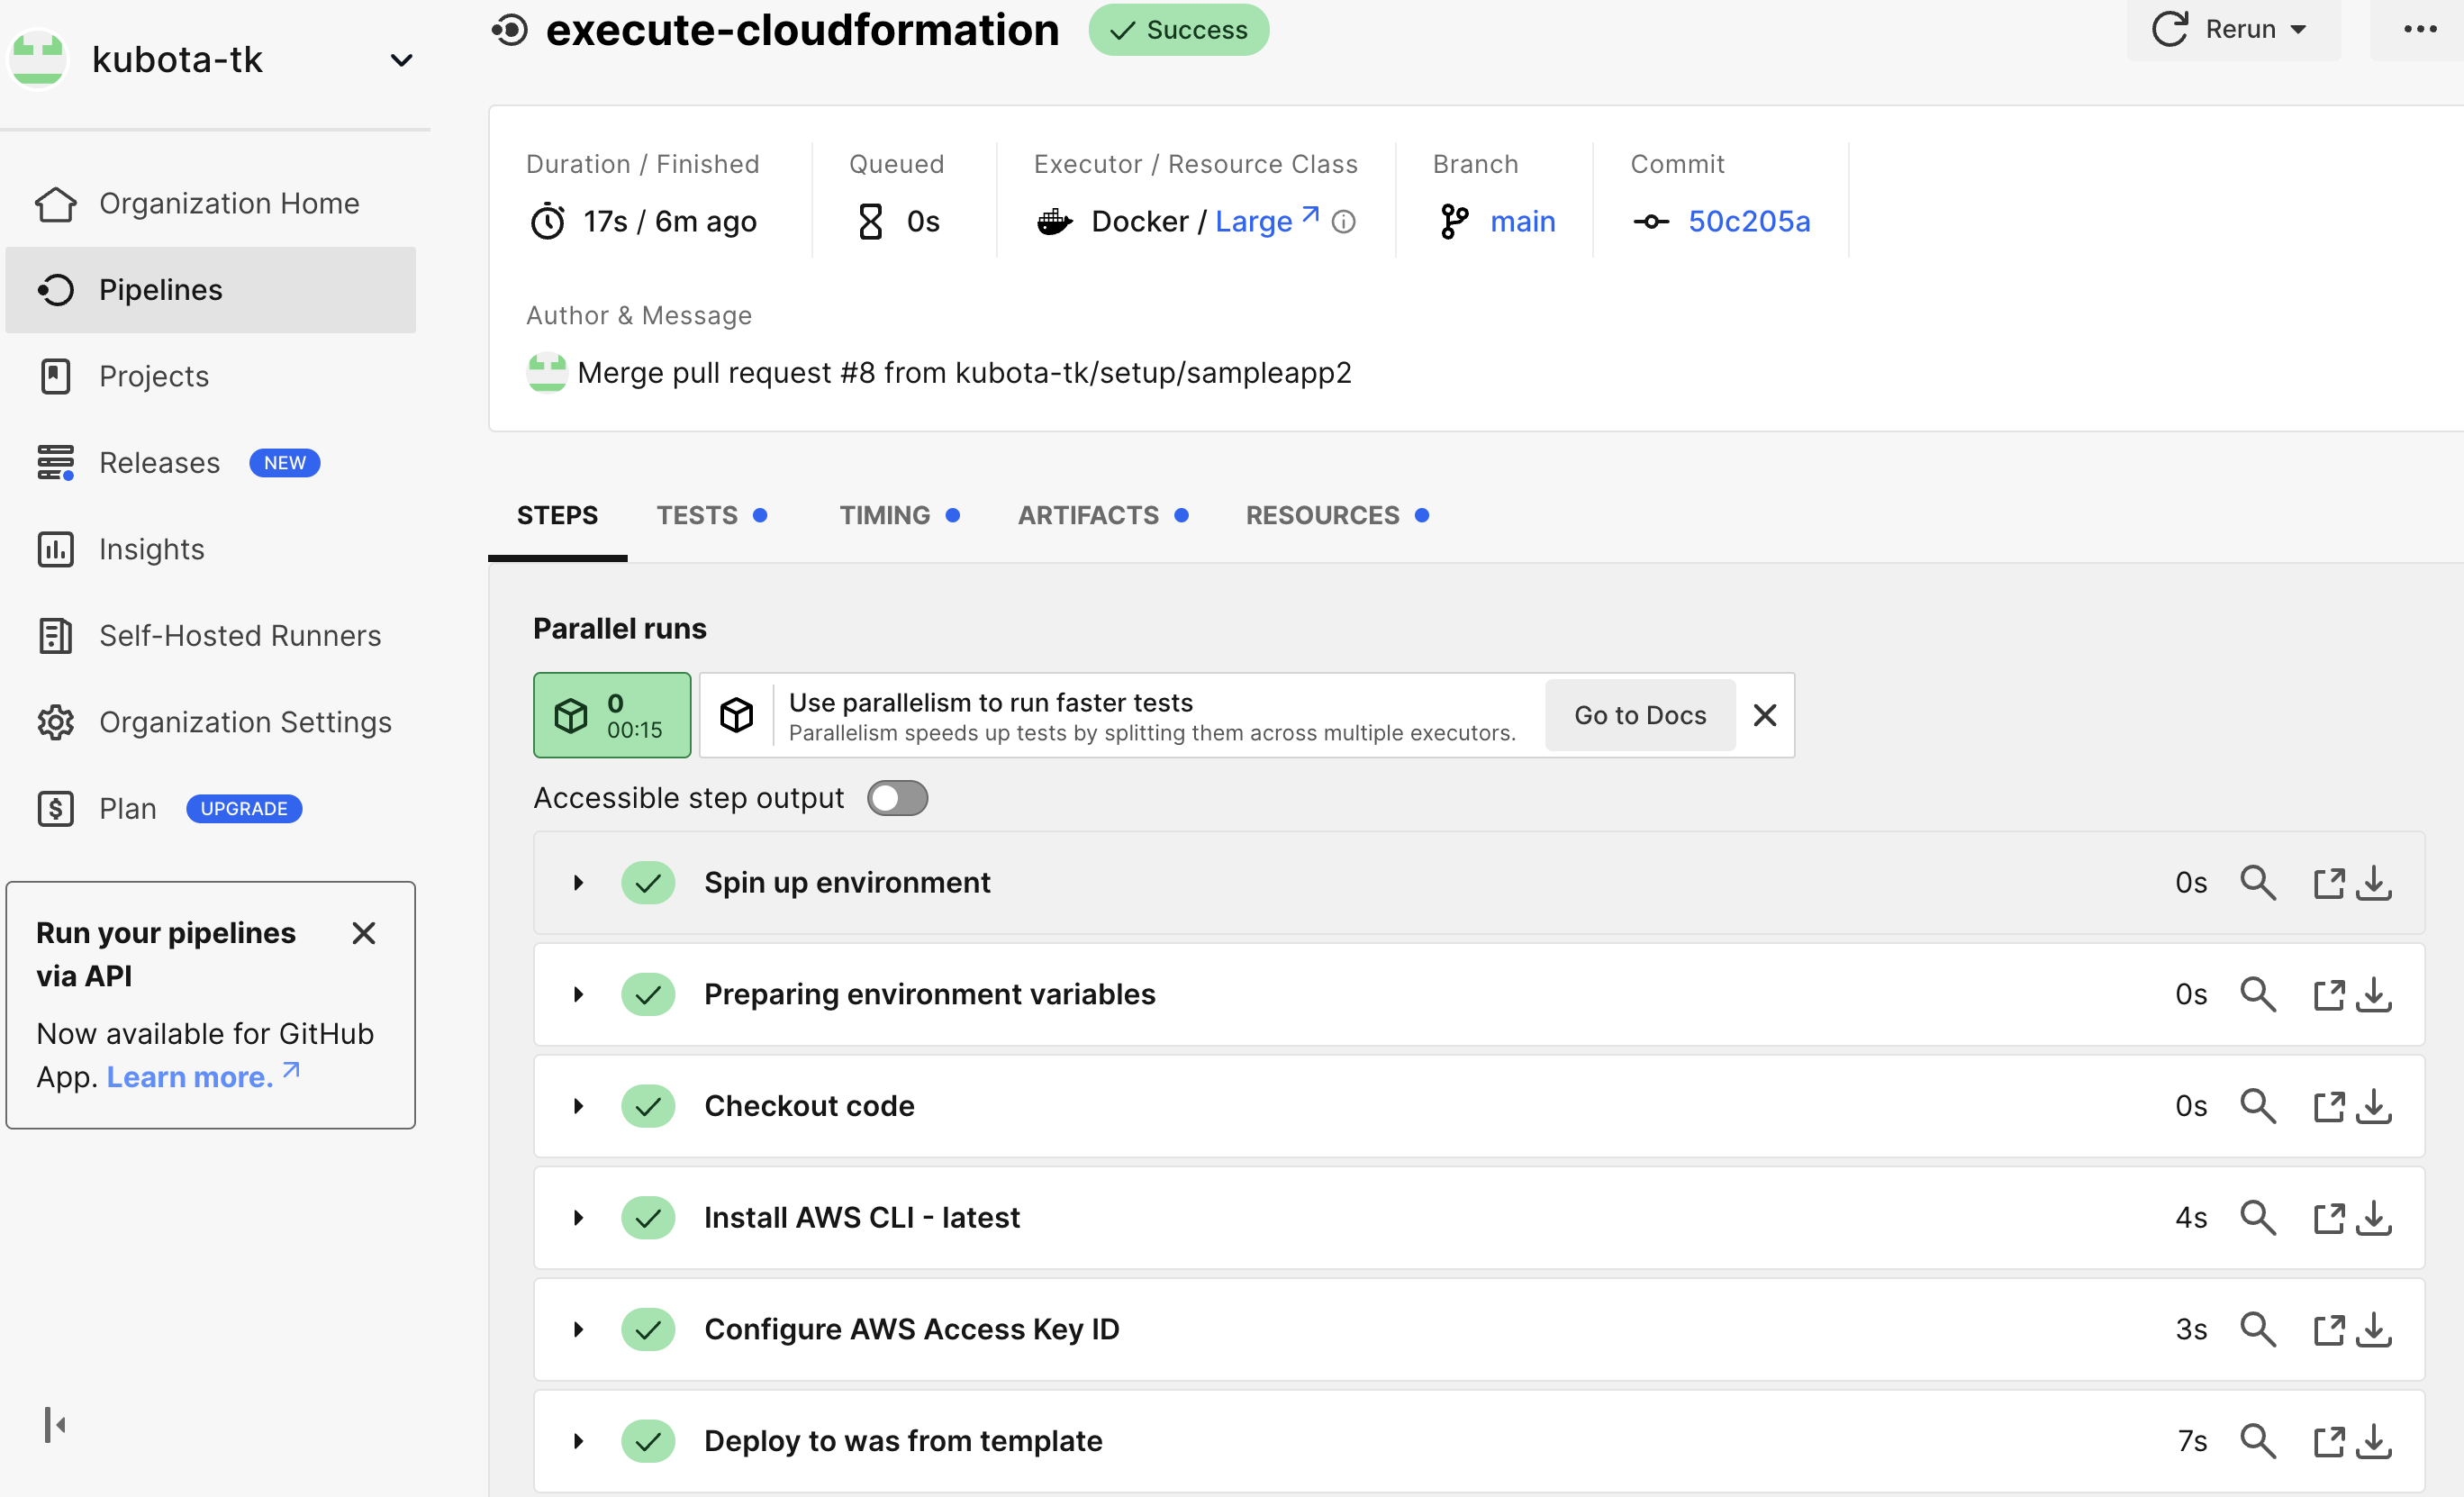 kubota-tk
Organization Home
Pipelines
Projects
Releases NEW
Insights
Self-Hosted Runners
Organization Settings
Plan UPGRADE
Run your pipelines
via API
Now available for GitHub
App. Learn more.
execute-cloudformation Success
Rerun
Duration / Finished Queued Executor / Resource Class Branch Commit
17s / 6m ago 0s Docker / Large main 50c205a
Author & Message
Merge pull request #8 from kubota-tk/setup/sampleapp2
STEPS TESTS TIMING ARTIFACTS RESOURCES
Parallel runs
0
00:15
Use parallelism to run faster tests
Parallelism speeds up tests by splitting them across multiple executors.
Go to Docs
Accessible step output
Spin up environment 0s
Preparing environment variables 0s
Checkout code 0s
Install AWS CLI - latest 4s
Configure AWS Access Key ID 3s
Deploy to was from template 7s